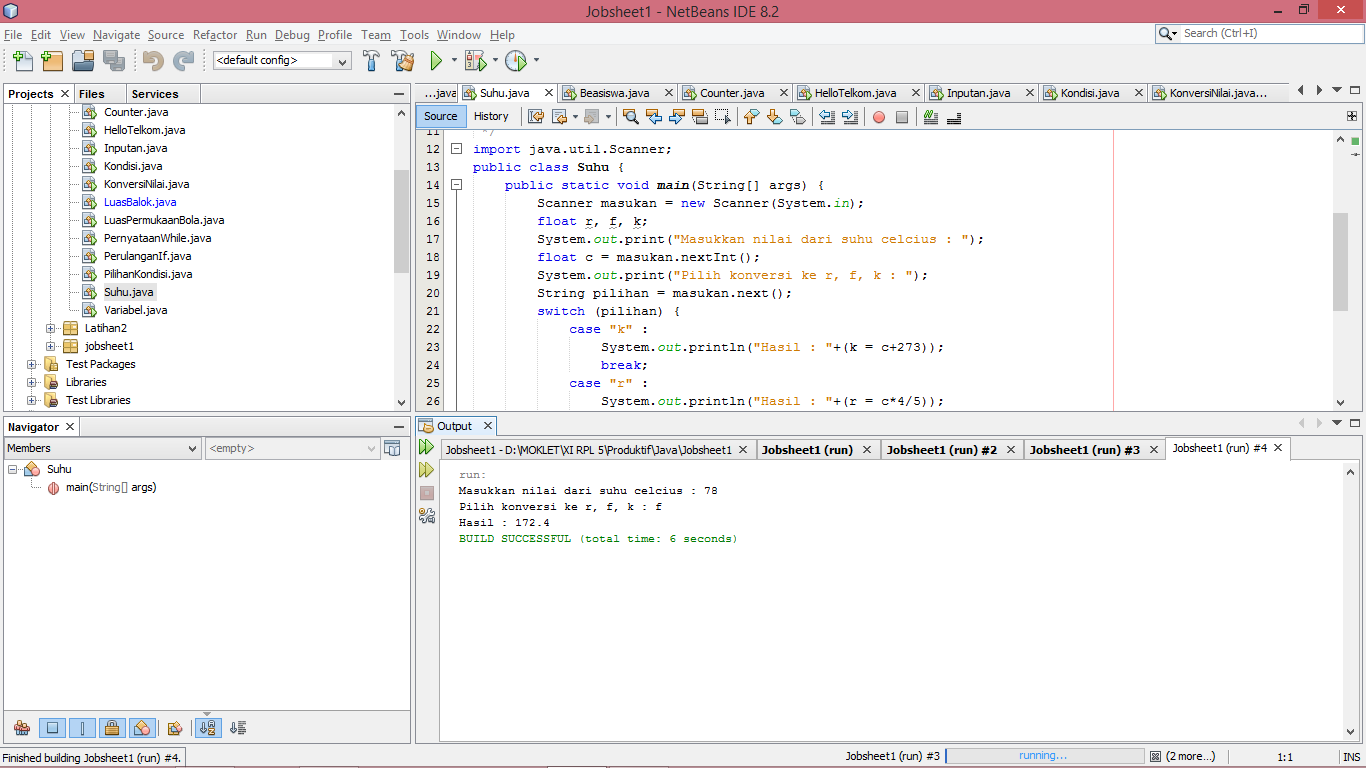 Jobsheet1 - NetBeans IDE 8.2
File Edit View Navigate Source Refactor Run Debug Profile Team Tools Window Help
Search (Ctrl+I)
<default config>
Projects Files Services
Counter.java
HelloTelkom.java
Inputan.java
Kondisi.java
KonversiNilai.java
LuasBalok.java
LuasPermukaanBola.java
PernyataanWhile.java
PerulanganIf.java
PilihanKondisi.java
Suhu.java
Variabel.java
Latihan2
jobsheet1
Test Packages
Libraries
Test Libraries
...java Suhu.java Beasiswa.java Counter.java HelloTelkom.java Inputan.java Kondisi.java KonversiNilai.java...
Source History
11 */
12 import java.util.Scanner;
13 public class Suhu {
14 public static void main(String[] args) {
15 Scanner masukan = new Scanner(System.in);
16 float r, f, k;
17 System.out.print("Masukkan nilai dari suhu celcius : ");
18 float c = masukan.nextInt();
19 System.out.print("Pilih konversi ke r, f, k : ");
20 String pilihan = masukan.next();
21 switch (pilihan) {
22 case "k" :
23 System.out.println("Hasil : "+(k = c+273));
24 break;
25 case "r" :
26 System.out.println("Hasil : "+(r = c*4/5));
Navigator
Members <empty>
Suhu
main(String[] args)
Output
Jobsheet1 - D:\MOKLET\XI RPL 5\Produktif\Java\Jobsheet1 Jobsheet1 (run) Jobsheet1 (run) #2 Jobsheet1 (run) #3 Jobsheet1 (run) #4
run:
Masukkan nilai dari suhu celcius : 78
Pilih konversi ke r, f, k : f
Hasil : 172.4
BUILD SUCCESSFUL (total time: 6 seconds)
Finished building Jobsheet1 (run) #4.
Jobsheet1 (run) #3 running... (2 more...) 1:1 INS